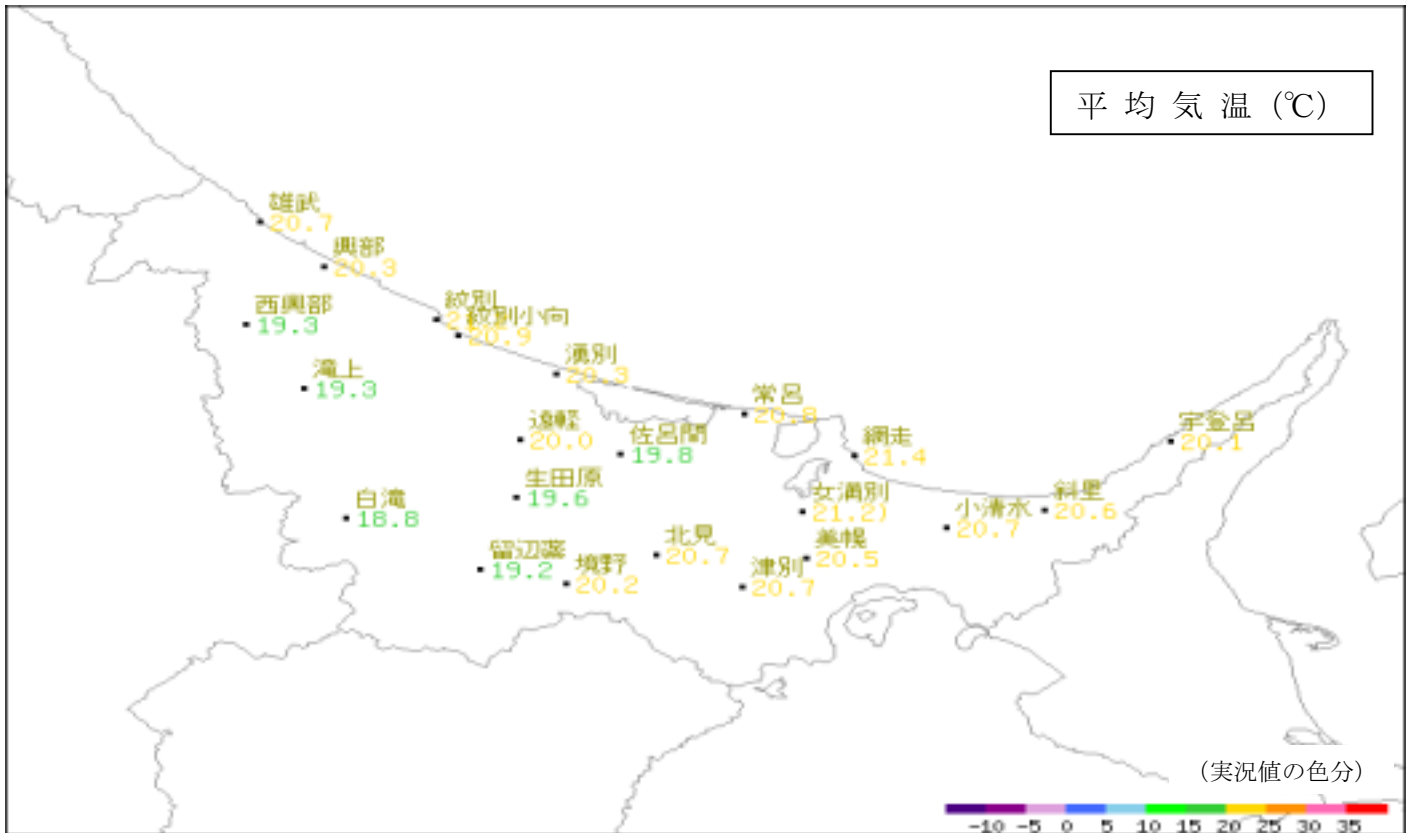 平均気温(℃)
雄武
20.7
興部
20.3
西興部
19.3
紋別
紋別小向
20.9
滝上
19.3
湧別
20.3
常呂
20.8
遠軽
20.0
佐呂間
19.8
網走
21.4
宇登呂
20.1
生田原
19.6
白滝
18.8
女満別
21.2)
小清水
20.7
斜里
20.6
留辺蘂
19.2
境野
20.2
北見
20.7
美幌
20.5
津別
20.7
(実況値の色分)
-10 -5 0 5 10 15 20 25 30 35